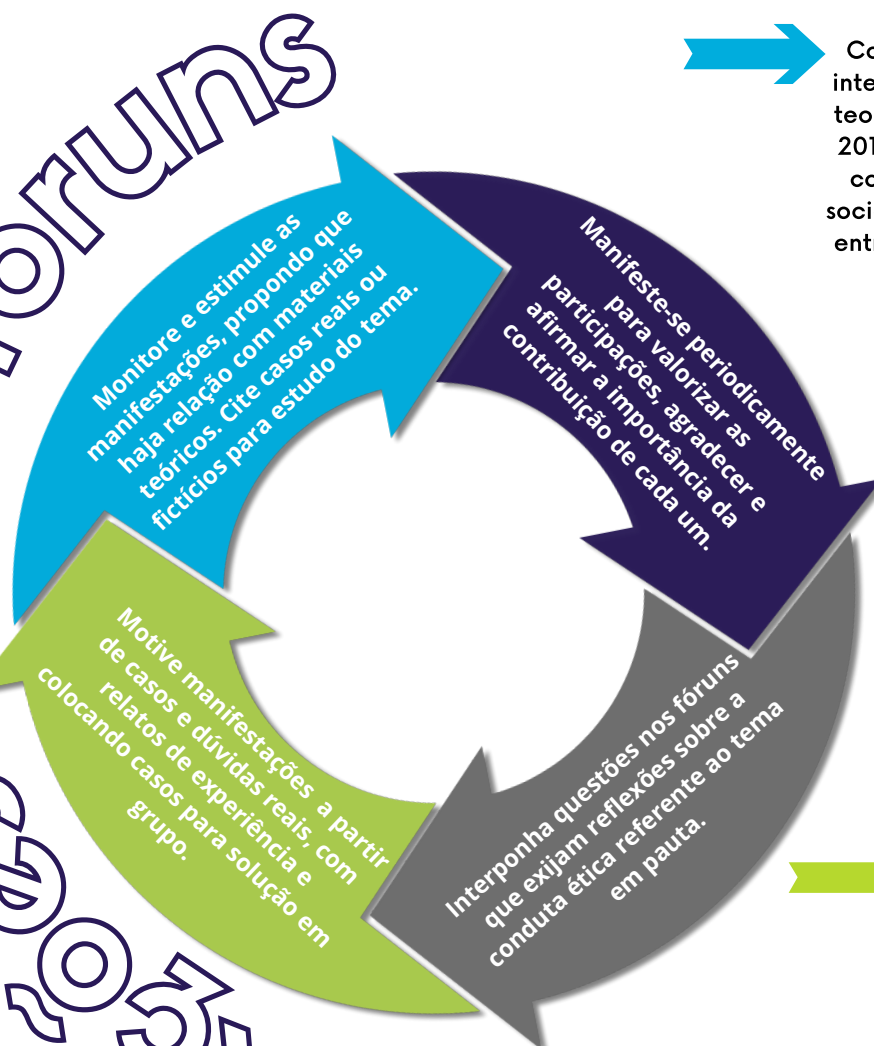 fóruns
Monitore e estimule as
manifestações, propondo que
haja relação com materiais
teóricos. Cite casos reais ou
fictícios para estudo do tema.
Manifeste-se periodicamente
para valorizar as
participações, agradecer e
afirmar a importância da
contribuição de cada um.
Interponha questões nos fóruns
que exijam reflexões sobre a
conduta ética referente ao tema
em pauta.
Motive manifestações a partir
de casos e dúvidas reais, com
relatos de experiência e
colocando casos para solução em
grupo.